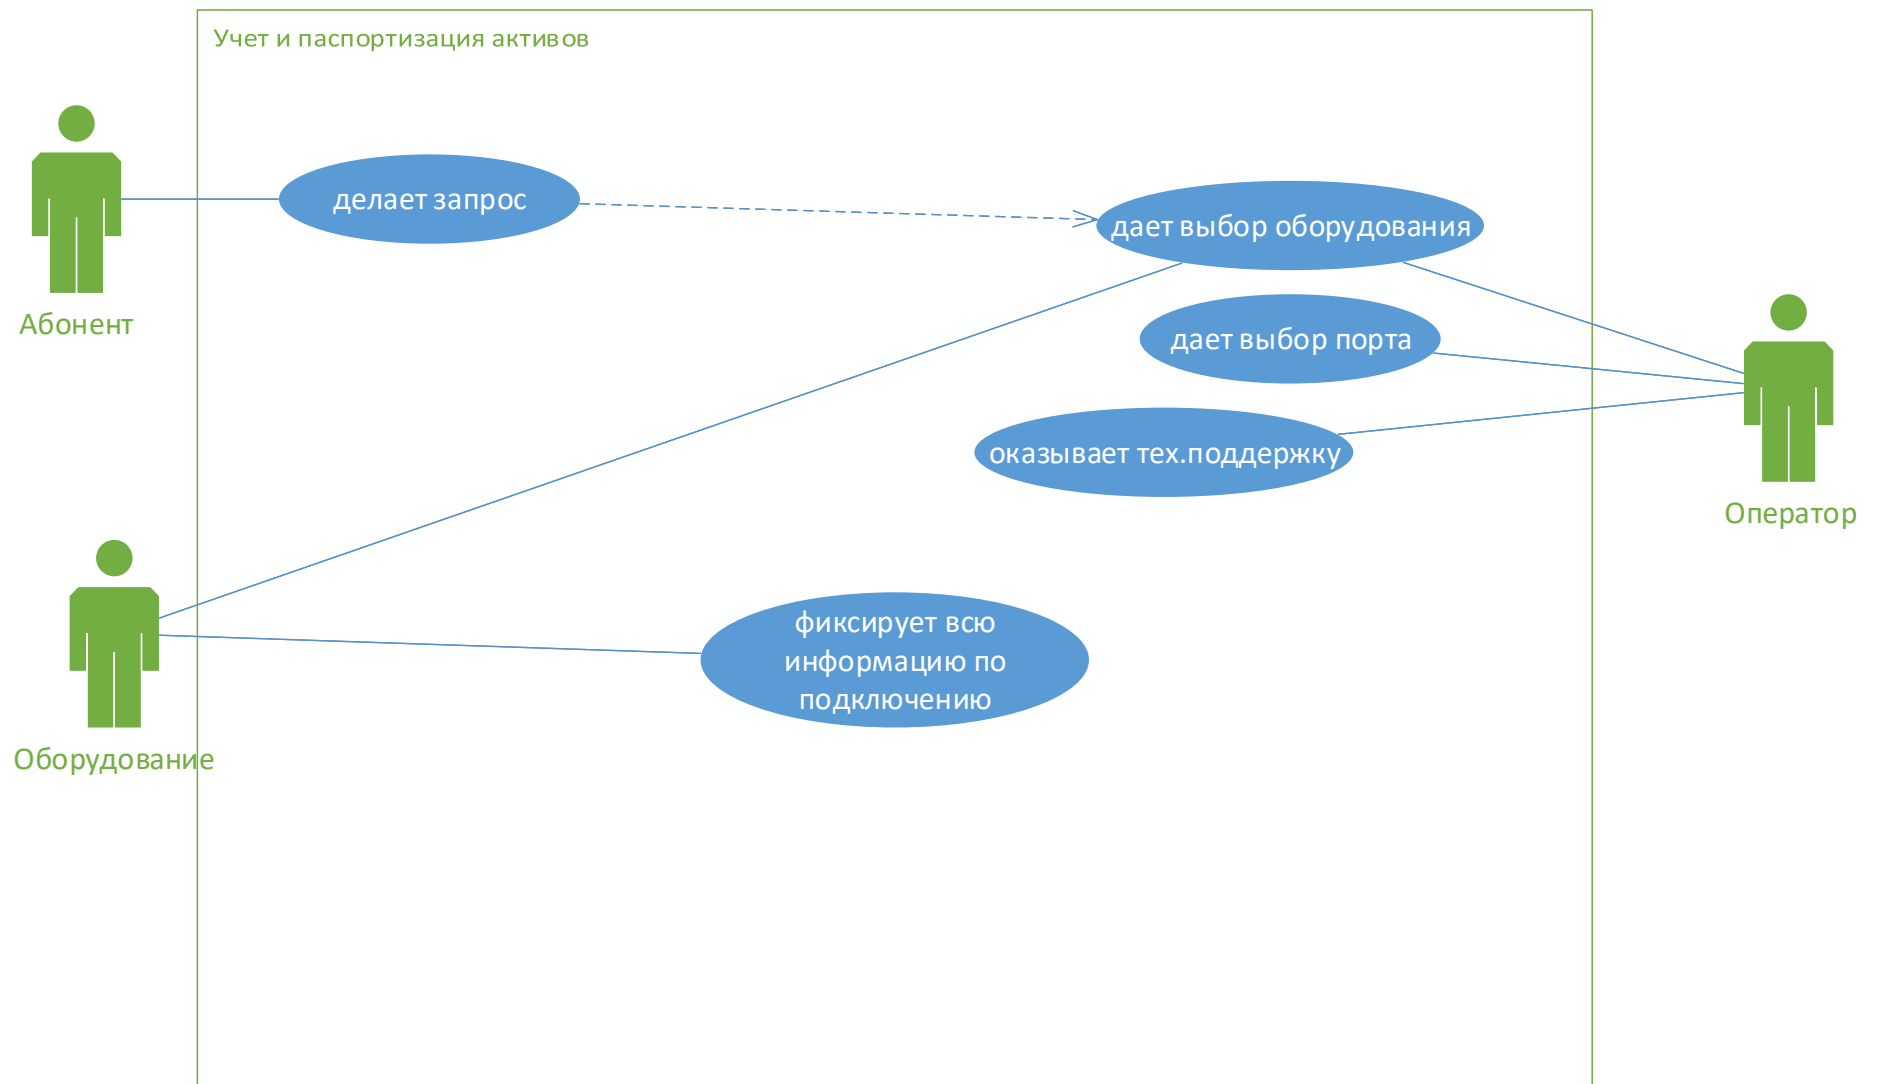 Учет и паспортизация активов
делает запрос
дает выбор оборудования
Абонент
дает выбор порта
оказывает тех.поддержку
Оператор
фиксирует всю
информацию по
подключению
Оборудование